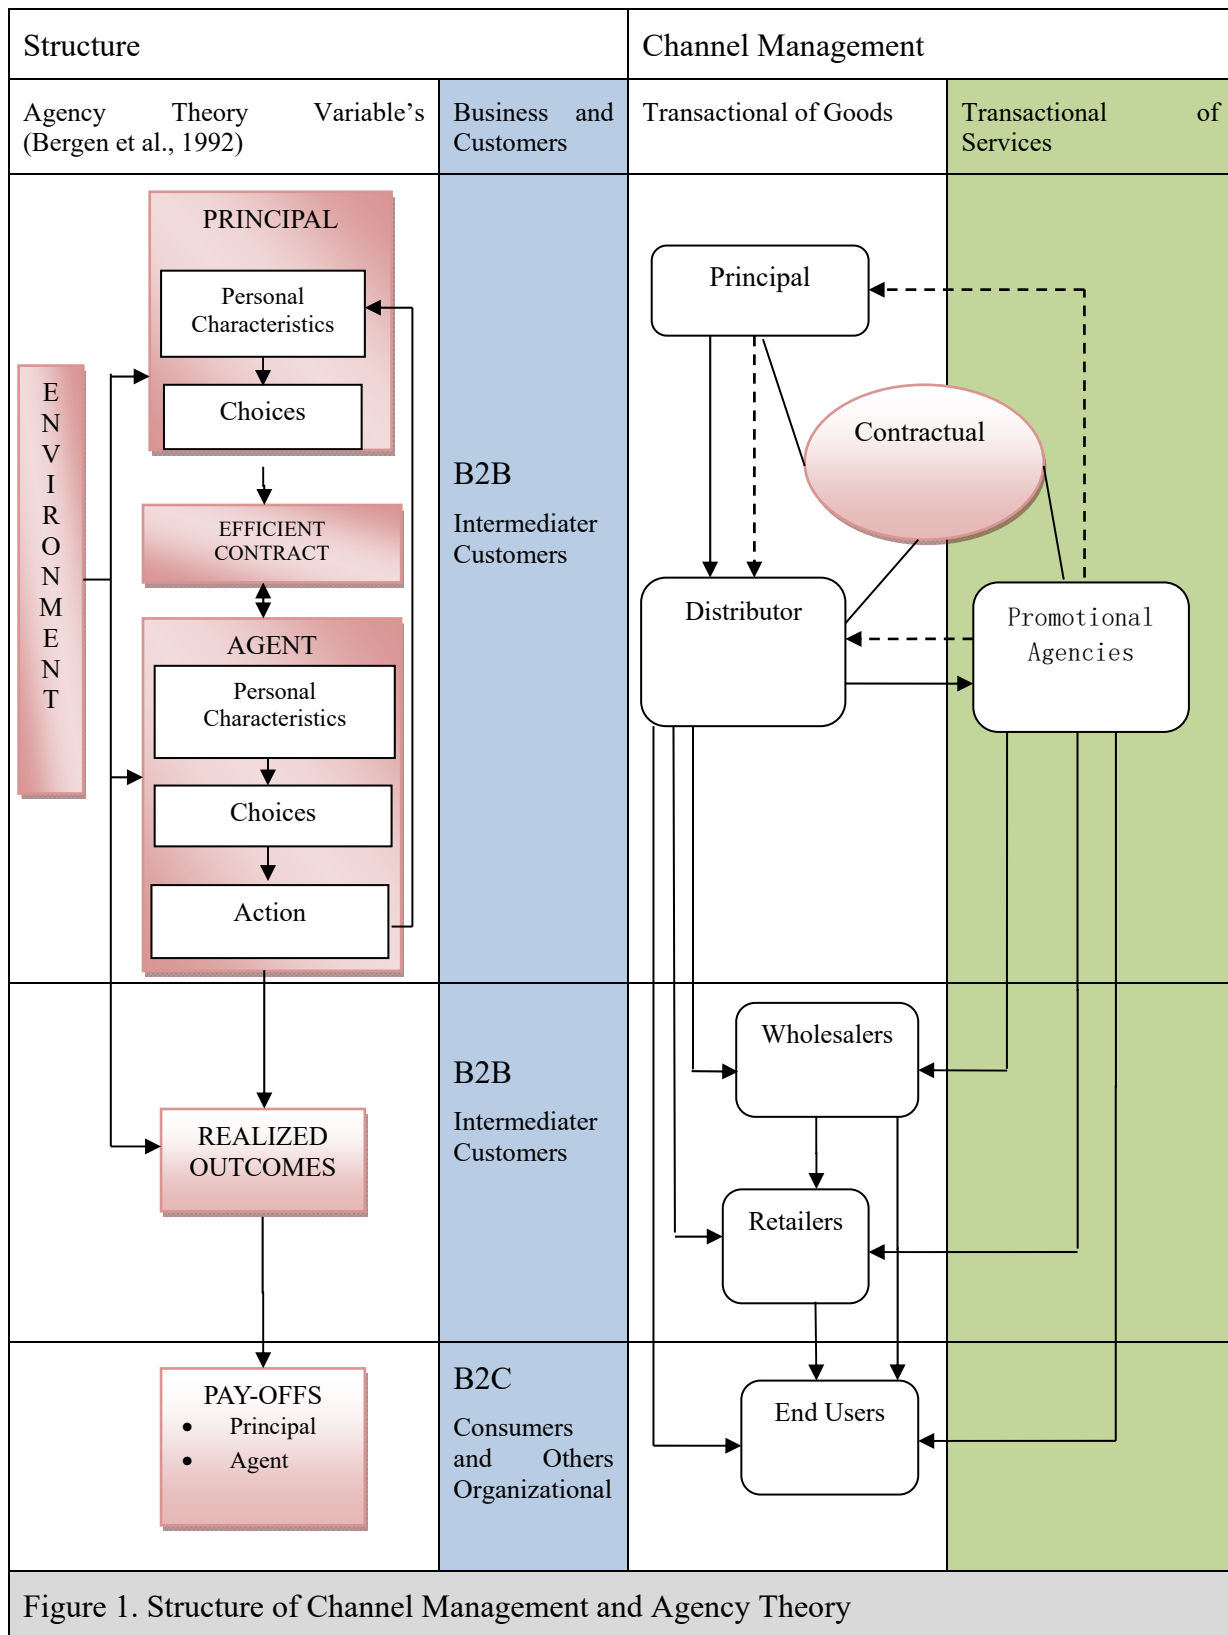 Structure
Channel Management
Agency Theory Variable's
(Bergen et al., 1992)
Business and
Customers
Transactional of Goods
Transactional of
Services
PRINCIPAL
Personal
Characteristics
Choices
ENVIRONMENT
EFFICIENT
CONTRACT
AGENT
Personal
Characteristics
Choices
Action
B2B
Intermediater
Customers
Principal
Contractual
Distributor
Promotional
Agencies
REALIZED
OUTCOMES
B2B
Intermediater
Customers
Wholesalers
Retailers
PAY-OFFS
• Principal
• Agent
B2C
Consumers
and Others
Organizational
End Users
Figure 1. Structure of Channel Management and Agency Theory